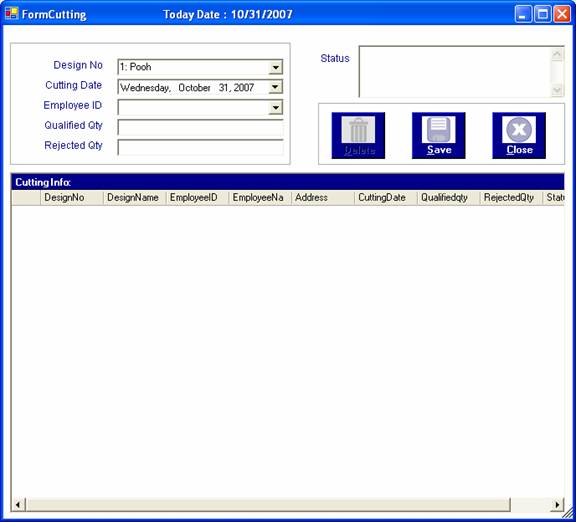 FormCutting Today Date : 10/31/2007
Design No 1: Pooh
Cutting Date Wednesday, October 31, 2007
Employee ID
Qualified Qty
Rejected Qty
Status
Delete Save Close
Cutting Info:
DesignNo DesignName EmployeeID EmployeeNa Address CuttingDate Qualifiedqty RejectedQty Statu